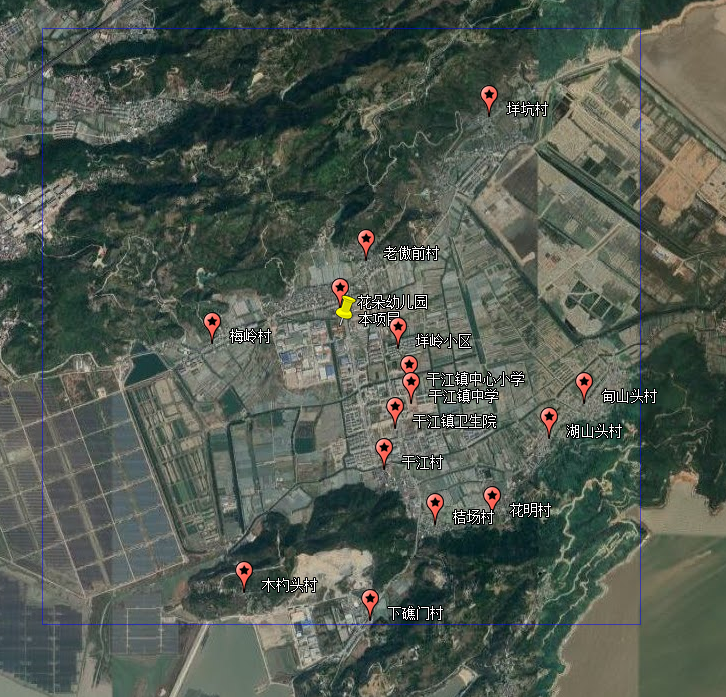 垟坑村
老傲前村
花朵幼儿园
本项目
梅岭村
垟岭小区
干江镇中心小学
干江镇中学
甸山头村
干江镇卫生院
湖山头村
干江村
花明村
桔场村
木杓头村
下礁门村